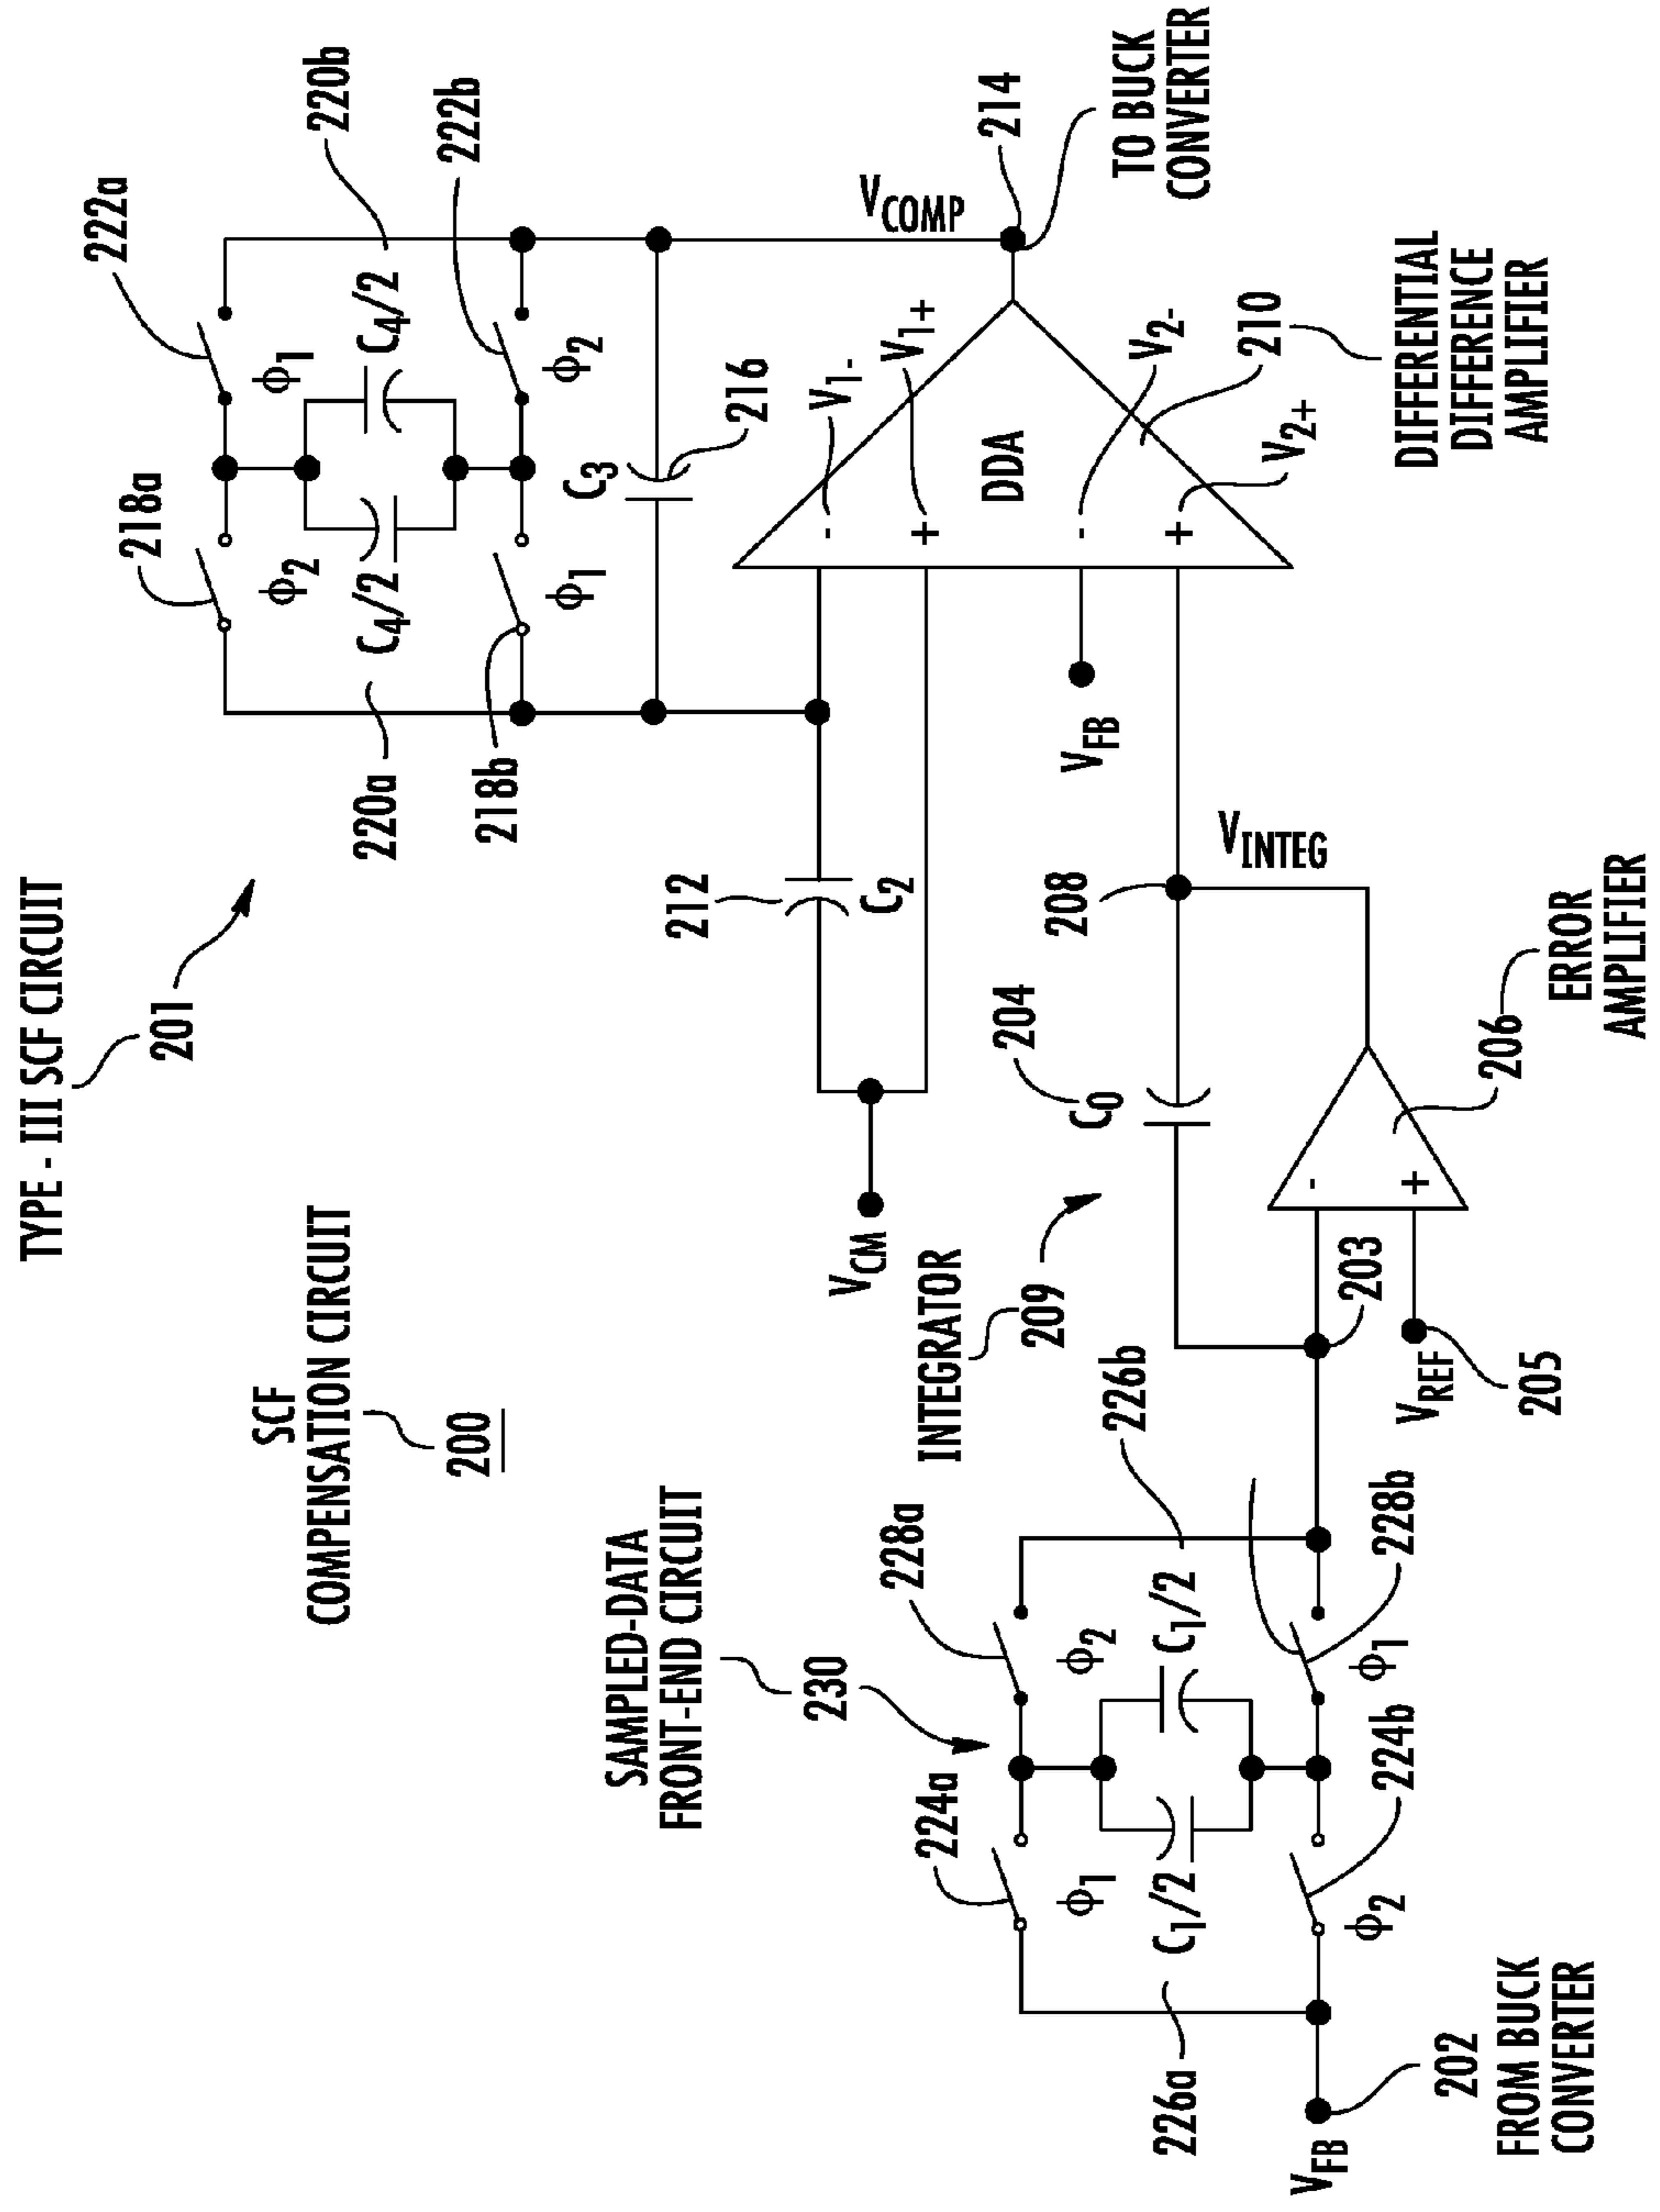 TYPE - III SCF CIRCUIT
201
SCF
COMPENSATION CIRCUIT
200
222a
220b
222b
218a
ϕ1
ϕ2
C4/2
C4/2
ϕ2
ϕ1
220a
218b
C3
216
VCOMP
214
TO BUCK
CONVERTER
212
C2
VCM
V1-
V1+
-
+
DDA
-
+
V2-
V2+
210
DIFFERENTIAL
DIFFERENCE
AMPLIFIER
VFB
VINTEG
208
204
C0
INTEGRATOR
209
-
+
206
ERROR
AMPLIFIER
203
VREF
205
SAMPLED-DATA
FRONT-END CIRCUIT
230
228a
226b
228b
224a
224b
ϕ2
ϕ1
C1/2
C1/2
ϕ1
ϕ2
226a
VFB
202
FROM BUCK
CONVERTER